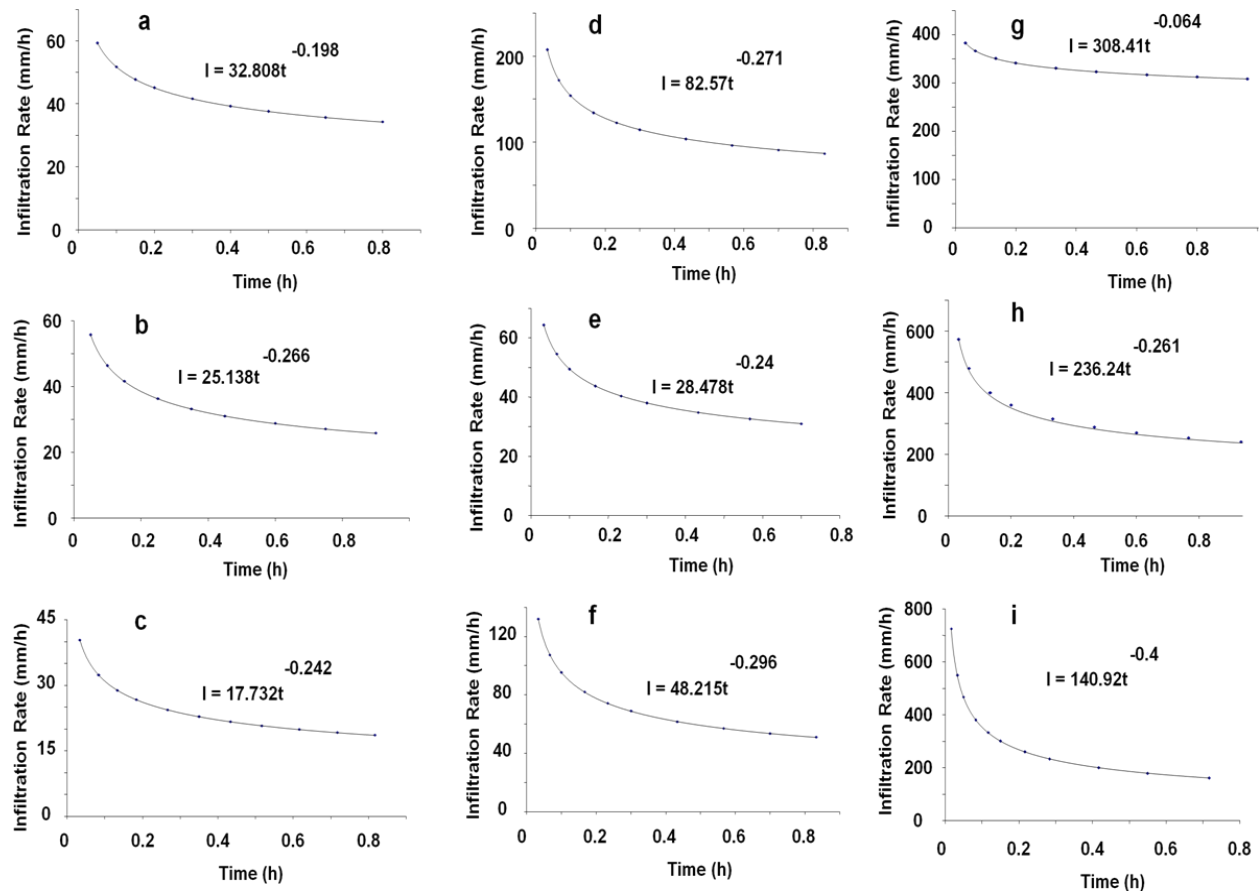 a
60
40
20
0
Infiltration Rate (mm/h)
I = 32.808t -0.198
0 0.2 0.4 0.6 0.8
Time (h)
d
200
100
0
Infiltration Rate (mm/h)
I = 82.57t -0.271
0 0.2 0.4 0.6 0.8
Time (h)
g
400
300
200
100
0
Infiltration Rate (mm/h)
I = 308.41t -0.064
0 0.2 0.4 0.6 0.8
Time (h)
b
60
40
20
0
Infiltration Rate (mm/h)
I = 25.138t -0.266
0 0.2 0.4 0.6 0.8
Time (h)
e
60
40
20
0
Infiltration Rate (mm/h)
I = 28.478t -0.24
0 0.2 0.4 0.6 0.8
Time (h)
h
600
400
200
0
Infiltration Rate (mm/h)
I = 236.24t -0.261
0 0.2 0.4 0.6 0.8
Time (h)
c
45
30
15
0
Infiltration Rate (mm/h)
I = 17.732t -0.242
0 0.2 0.4 0.6 0.8
Time (h)
f
120
80
40
0
Infiltration Rate (mm/h)
I = 48.215t -0.296
0 0.2 0.4 0.6 0.8
Time (h)
i
800
600
400
200
0
Infiltration Rate (mm/h)
I = 140.92t -0.4
0 0.2 0.4 0.6 0.8
Time (h)